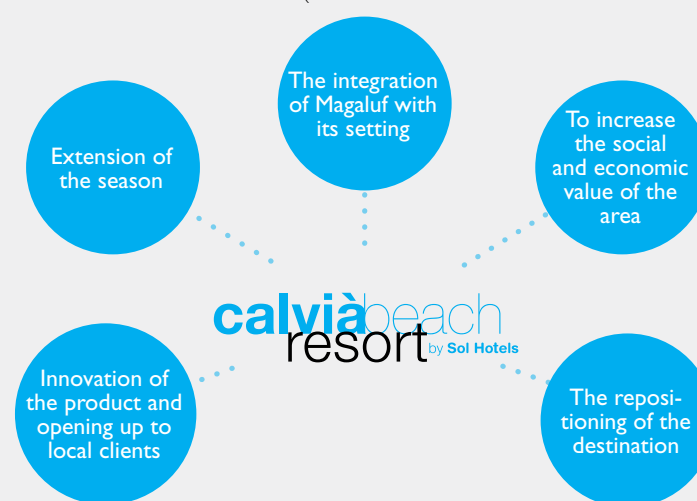 The integration
of Magaluf with
its setting
Extension of
the season
To increase
the social
and economic
value of the
area
calviàbeach
resort by Sol Hotels
Innovation of
the product and
opening up to
local clients
The reposi-
tioning of the
destination